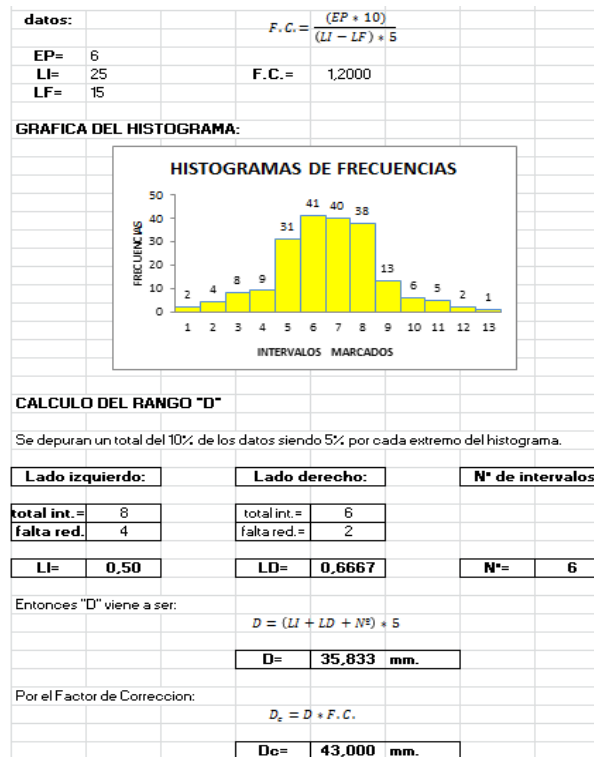 datos:
F.C.= (EP * 10) / (LI − LF) * 5
EP= 6
LI= 25 F.C.= 1,2000
LF= 15
GRAFICA DEL HISTOGRAMA:
HISTOGRAMAS DE FRECUENCIAS
FRECUENCIAS
50
40
30
20
10
0
2 4 8 9 31 41 40 38 13 6 5 2 1
1 2 3 4 5 6 7 8 9 10 11 12 13
INTERVALOS MARCADOS
CALCULO DEL RANGO "D"
Se depuran un total del 10% de los datos siendo 5% por cada extremo del histograma.
Lado izquierdo: Lado derecho: Nº de intervalos
total int.= 8 total int.= 6
falta red. 4 falta red.= 2
LI= 0,50 LD= 0,6667 Nº= 6
Entonces "D" viene a ser:
D = (LI + LD + Nº) * 5
D= 35,833 mm.
Por el Factor de Correccion:
Dc = D * F.C.
Dc= 43,000 mm.